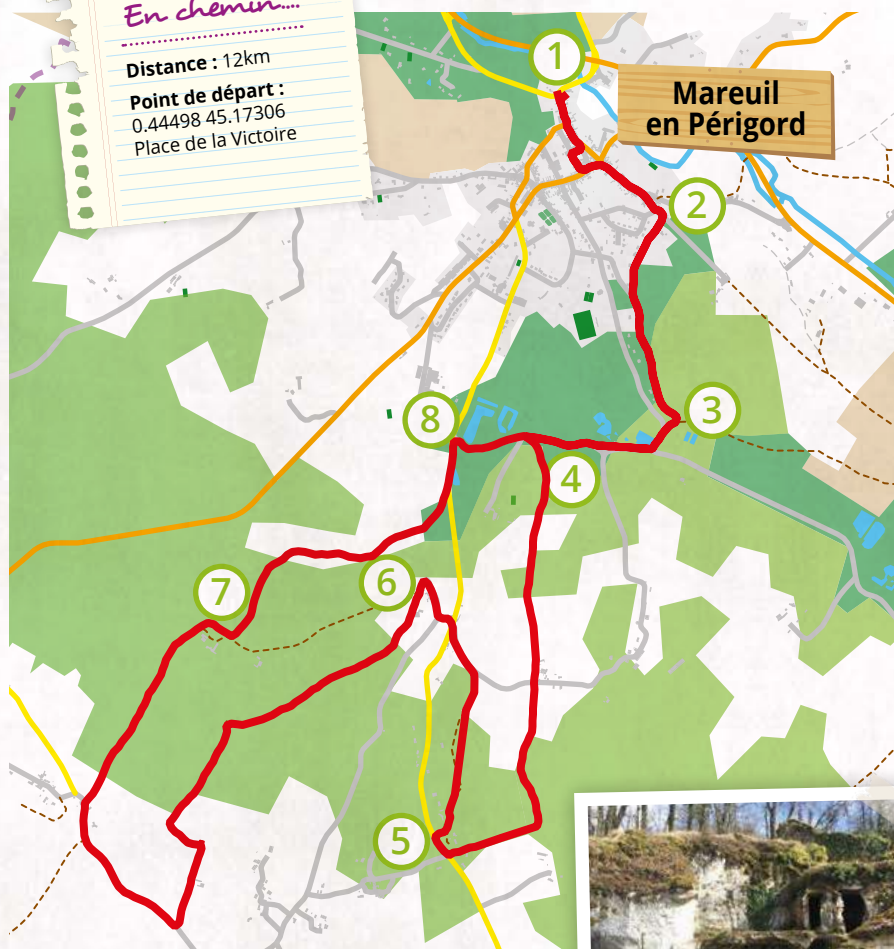 En chemin....
Distance : 12km
Point de départ :
0.44498 45.17306
Place de la Victoire
1
Mareuil
en Périgord
2
3
8
4
6
7
5